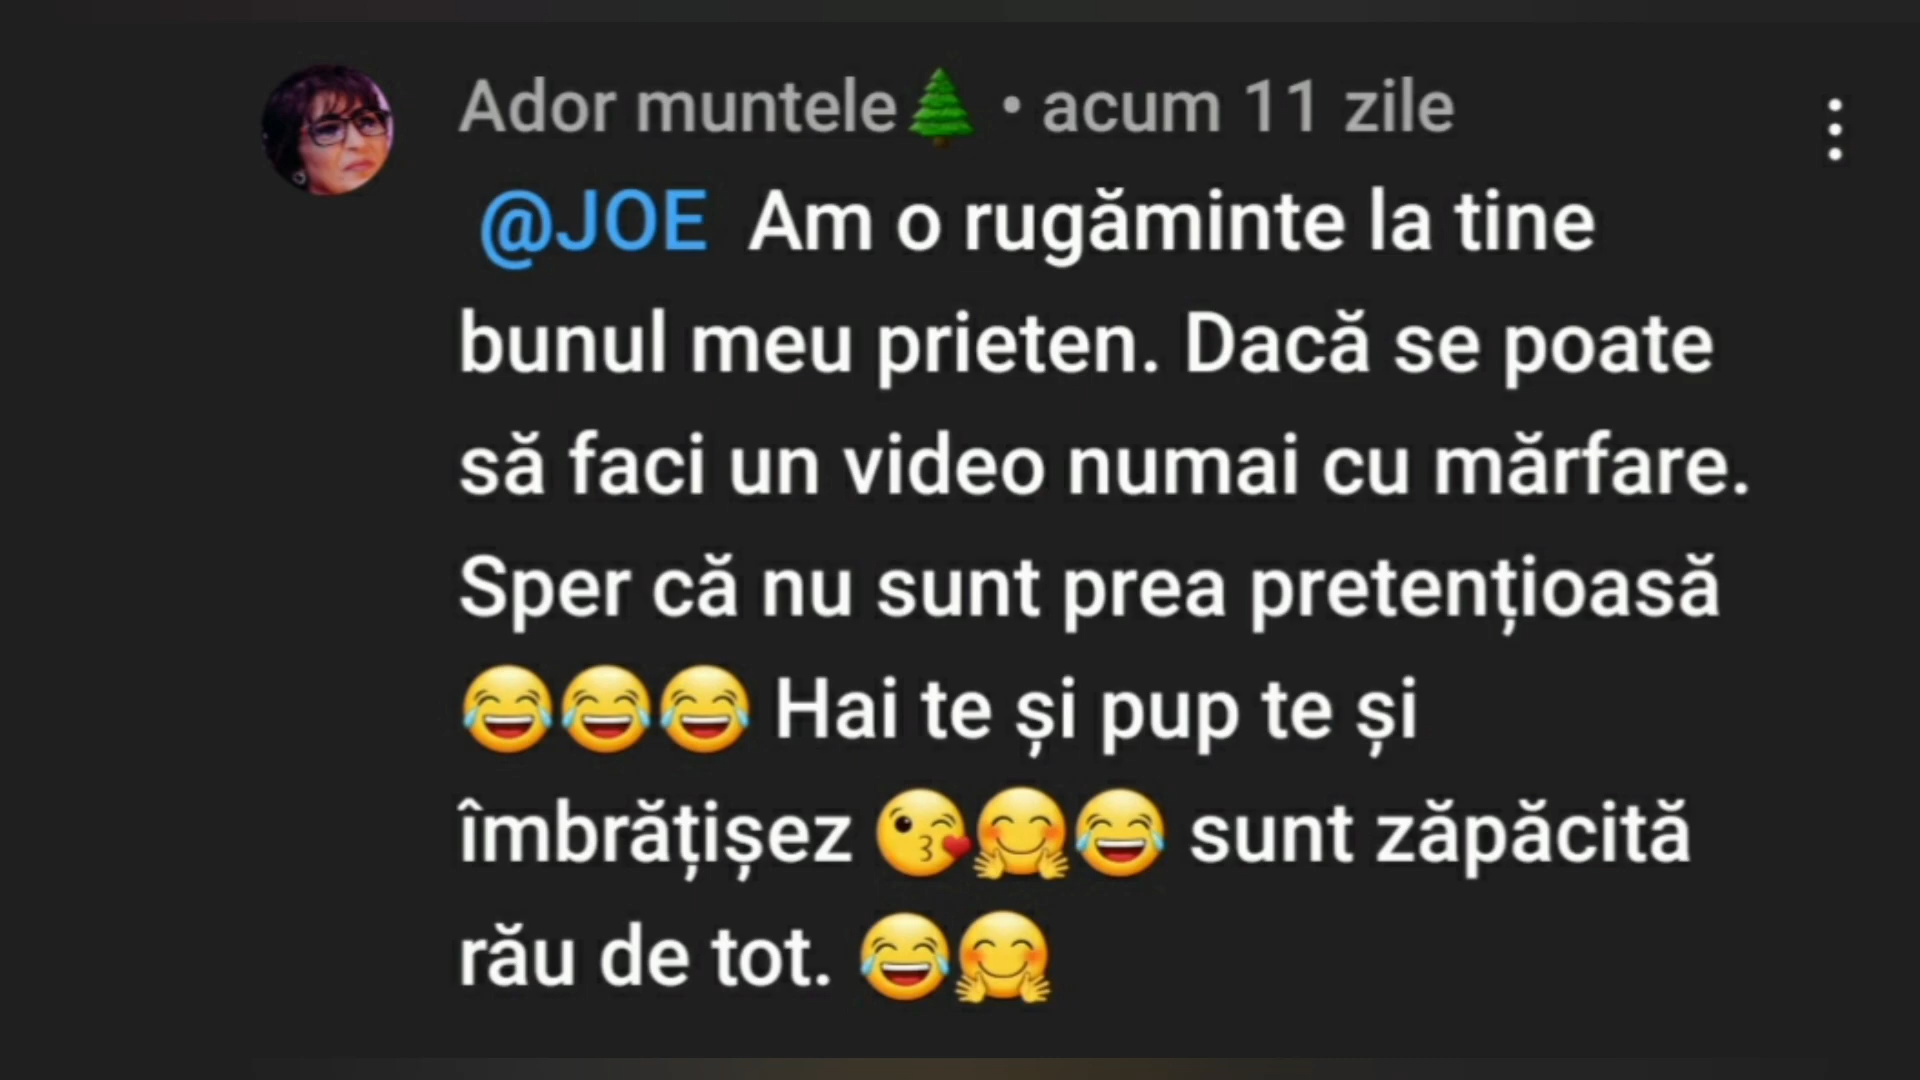 Ador muntele🌲 • acum 11 zile
@JOE Am o rugăminte la tine
bunul meu prieten. Dacă se poate
să faci un video numai cu mărfare.
Sper că nu sunt prea pretențioasă
😂😂😂 Hai te și pup te și
îmbrățișez 😘🤗😂 sunt zăpăcită
rău de tot. 😂🤗